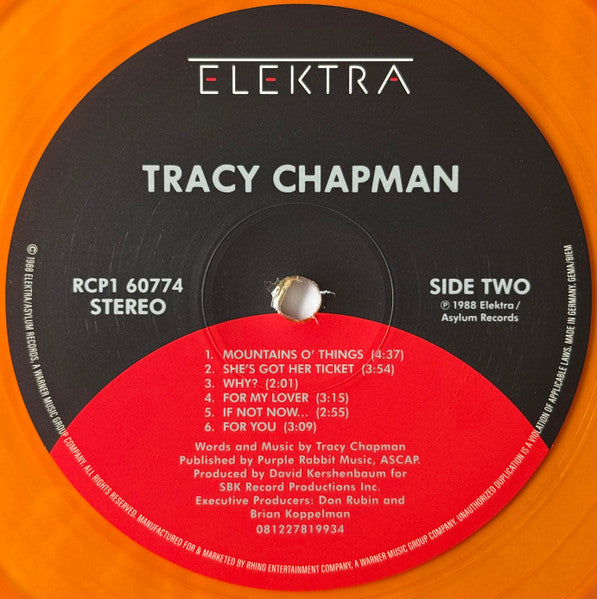 ELEKTRA
TRACY CHAPMAN
RCP1 60774
STEREO
SIDE TWO
℗ 1988 Elektra/
Asylum Records
1. MOUNTAINS O' THINGS (4:37)
2. SHE'S GOT HER TICKET (3:54)
3. WHY? (2:01)
4. FOR MY LOVER (3:15)
5. IF NOT NOW... (2:55)
6. FOR YOU (3:09)
Words and Music by Tracy Chapman
Published by Purple Rabbit Music, ASCAP.
Produced by David Kershenbaum for
SBK Record Productions Inc.
Executive Producers: Don Rubin and
Brian Koppelman
081227819934
© 1988 ELEKTRA/ASYLUM RECORDS, A WARNER MUSIC GROUP COMPANY. ALL RIGHTS RESERVED. MANUFACTURED FOR & MARKETED BY RHINO ENTERTAINMENT COMPANY, A WARNER MUSIC GROUP COMPANY. UNAUTHORIZED DUPLICATION IS A VIOLATION OF APPLICABLE LAWS. MADE IN GERMANY. GEMA/BIEM